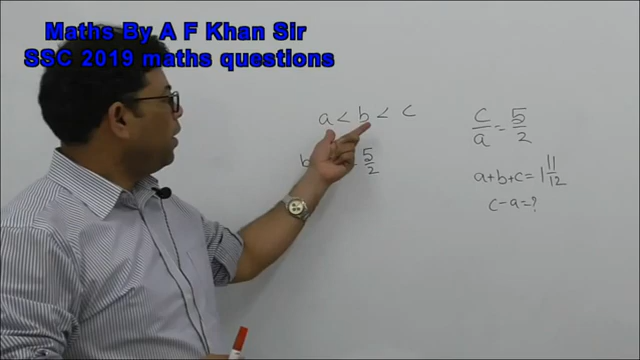 Maths By A F Khan Sir
SSC 2019 maths questions
a < b < c
b = 5/2
c/a = 5/2
a+b+c = 1 11/12
c-a=?